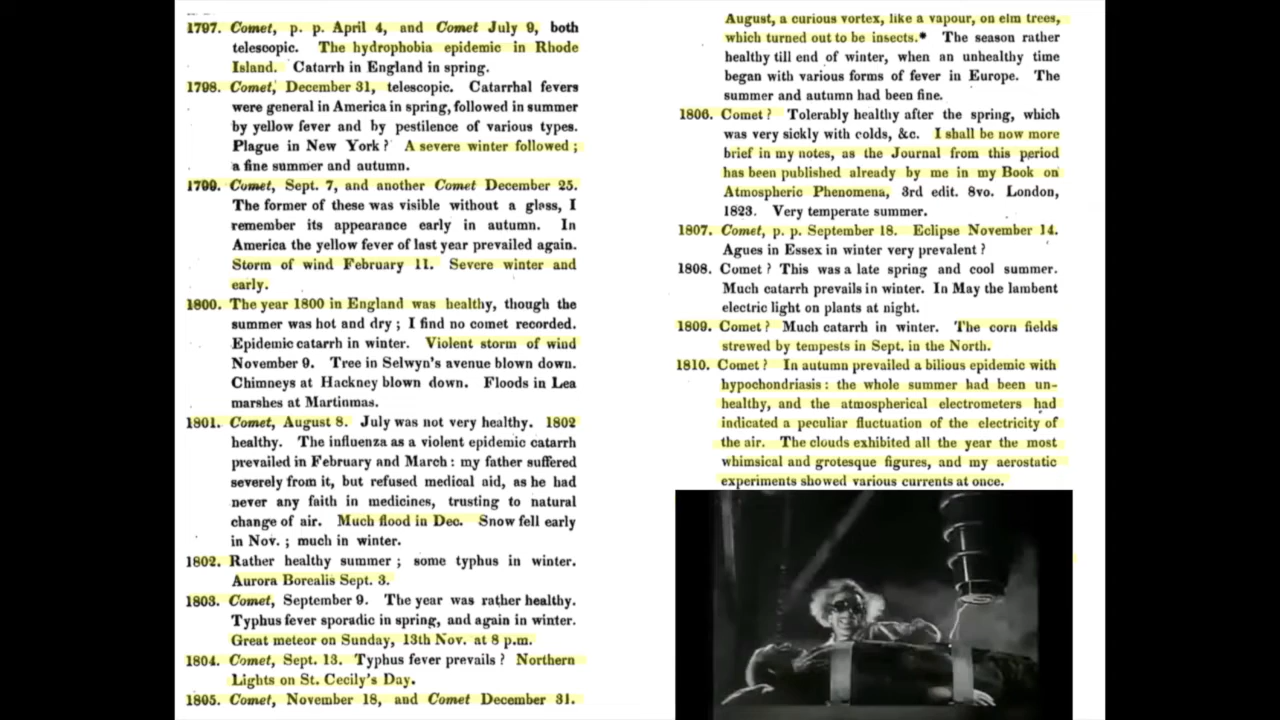 1797. Comet, p. p. April 4, and Comet July 9, both
telescopic. The hydrophobia epidemic in Rhode
Island. Catarrh in England in spring.
1798. Comet, December 31, telescopic. Catarrhal fevers
were general in America in spring, followed in summer
by yellow fever and by pestilence of various types.
Plague in New York? A severe winter followed;
a fine summer and autumn.
1799. Comet, Sept. 7, and another Comet December 25.
The former of these was visible without a glass, I
remember its appearance early in autumn. In
America the yellow fever of last year prevailed again.
Storm of wind February 11. Severe winter and
early.
1800. The year 1800 in England was healthy, though the
summer was hot and dry; I find no comet recorded.
Epidemic catarrh in winter. Violent storm of wind
November 9. Tree in Selwyn's avenue blown down.
Chimneys at Hackney blown down. Floods in Lea
marshes at Martinmas.
1801. Comet, August 8. July was not very healthy. 1802
healthy. The influenza as a violent epidemic catarrh
prevailed in February and March: my father suffered
severely from it, but refused medical aid, as he had
never any faith in medicines, trusting to natural
change of air. Much flood in Dec. Snow fell early
in Nov.; much in winter.
1802. Rather healthy summer; some typhus in winter.
Aurora Borealis Sept. 3.
1803. Comet, September 9. The year was rather healthy.
Typhus fever sporadic in spring, and again in winter.
Great meteor on Sunday, 13th Nov. at 8 p.m.
1804. Comet, Sept. 13. Typhus fever prevails? Northern
Lights on St. Cecily's Day.
1805. Comet, November 18, and Comet December 31.
August, a curious vortex, like a vapour, on elm trees,
which turned out to be insects.* The season rather
healthy till end of winter, when an unhealthy time
began with various forms of fever in Europe. The
summer and autumn had been fine.
1806. Comet? Tolerably healthy after the spring, which
was very sickly with colds, &c. I shall be now more
brief in my notes, as the Journal from this period
has been published already by me in my Book on
Atmospheric Phenomena, 3rd edit. 8vo. London,
1823. Very temperate summer.
1807. Comet, p. p. September 18. Eclipse November 14.
Agues in Essex in winter very prevalent?
1808. Comet? This was a late spring and cool summer.
Much catarrh prevails in winter. In May the lambent
electric light on plants at night.
1809. Comet? Much catarrh in winter. The corn fields
strewed by tempests in Sept. in the North.
1810. Comet? In autumn prevailed a bilious epidemic with
hypochondriasis: the whole summer had been un-
healthy, and the atmospherical electrometers had
indicated a peculiar fluctuation of the electricity of
the air. The clouds exhibited all the year the most
whimsical and grotesque figures, and my aerostatic
experiments showed various currents at once.